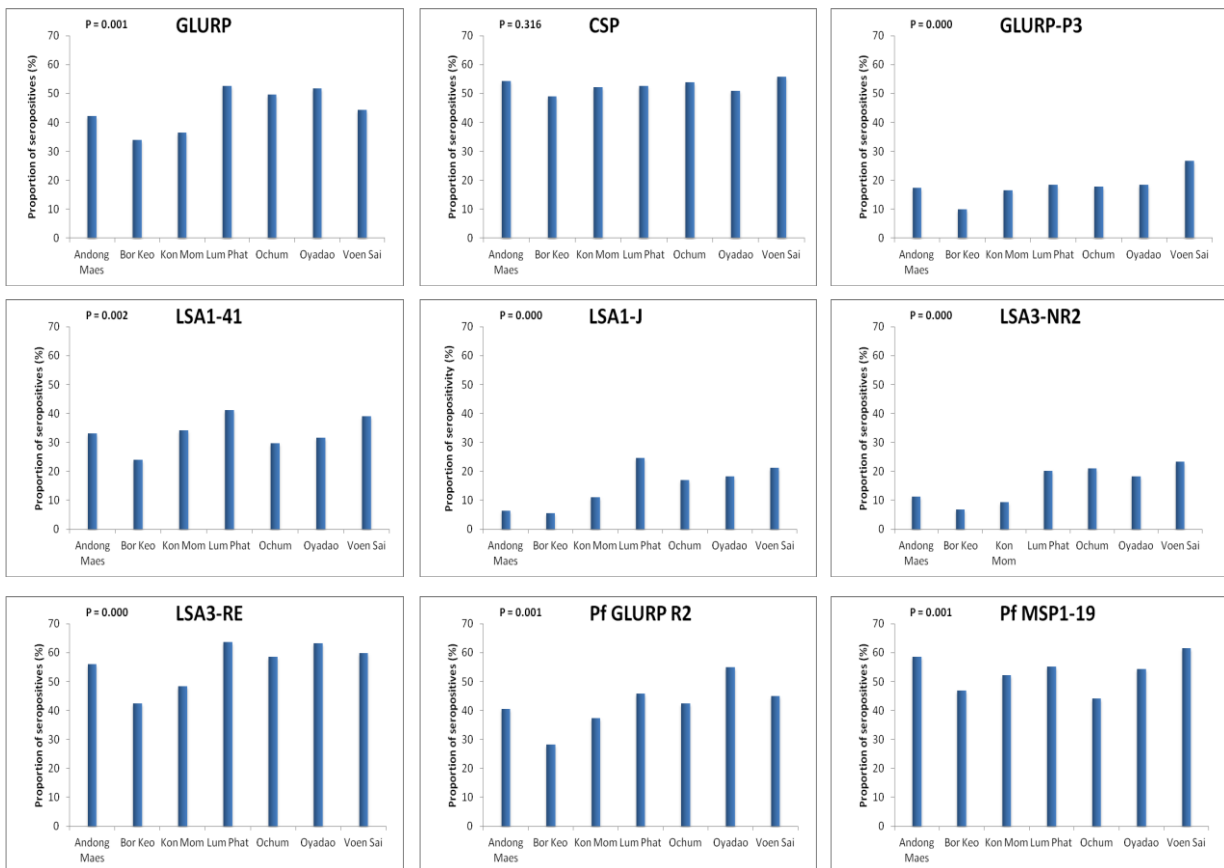 P = 0.001
GLURP
Proportion of seropositives (%)
70
60
50
40
30
20
10
0
Andong Maes
Bor Keo
Kon Mom
Lum Phat
Ochum
Oyadao
Voen Sai
P = 0.316
CSP
Proportion of seropositives (%)
70
60
50
40
30
20
10
0
Andong Maes
Bor Keo
Kon Mom
Lum Phat
Ochum
Oyadao
Voen Sai
P = 0.000
GLURP-P3
Proportion of seropositives (%)
70
60
50
40
30
20
10
0
Andong Maes
Bor Keo
Kon Mom
Lum Phat
Ochum
Oyadao
Voen Sai
P = 0.002
LSA1-41
Proportion of seropositives (%)
70
60
50
40
30
20
10
0
Andong Maes
Bor Keo
Kon Mom
Lum Phat
Ochum
Oyadao
Voen Sai
P = 0.000
LSA1-J
Proportion of seropositivity (%)
70
60
50
40
30
20
10
0
Andong Maes
Bor Keo
Kon Mom
Lum Phat
Ochum
Oyadao
Voen Sai
P = 0.000
LSA3-NR2
Proportion of seropositives (%)
70
60
50
40
30
20
10
0
Andong Maes
Bor Keo
Kon Mom
Lum Phat
Ochum
Oyadao
Voen Sai
P = 0.000
LSA3-RE
Proportion of seropositives (%)
70
60
50
40
30
20
10
0
Andong Maes
Bor Keo
Kon Mom
Lum Phat
Ochum
Oyadao
Voen Sai
P = 0.001
Pf GLURP R2
Proportion of seropositives (%)
70
60
50
40
30
20
10
0
Andong Maes
Bor Keo
Kon Mom
Lum Phat
Ochum
Oyadao
Voen Sai
P = 0.001
Pf MSP1-19
Proportion of seropositives (%)
70
60
50
40
30
20
10
0
Andong Maes
Bor Keo
Kon Mom
Lum Phat
Ochum
Oyadao
Voen Sai